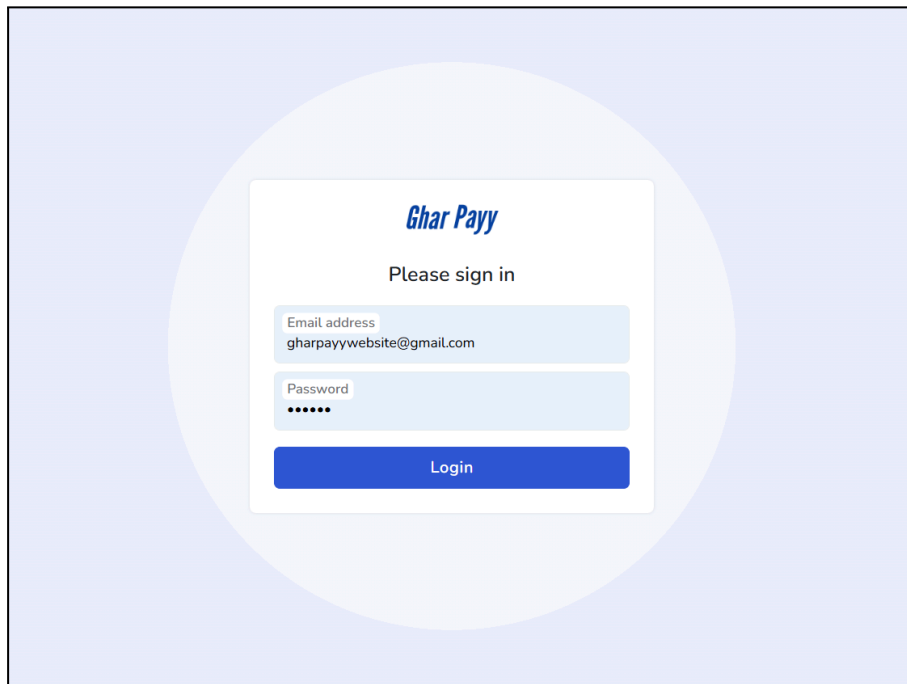 Ghar Payy
Please sign in
Email address
gharpayywebsite@gmail.com
Password
••••••
Login